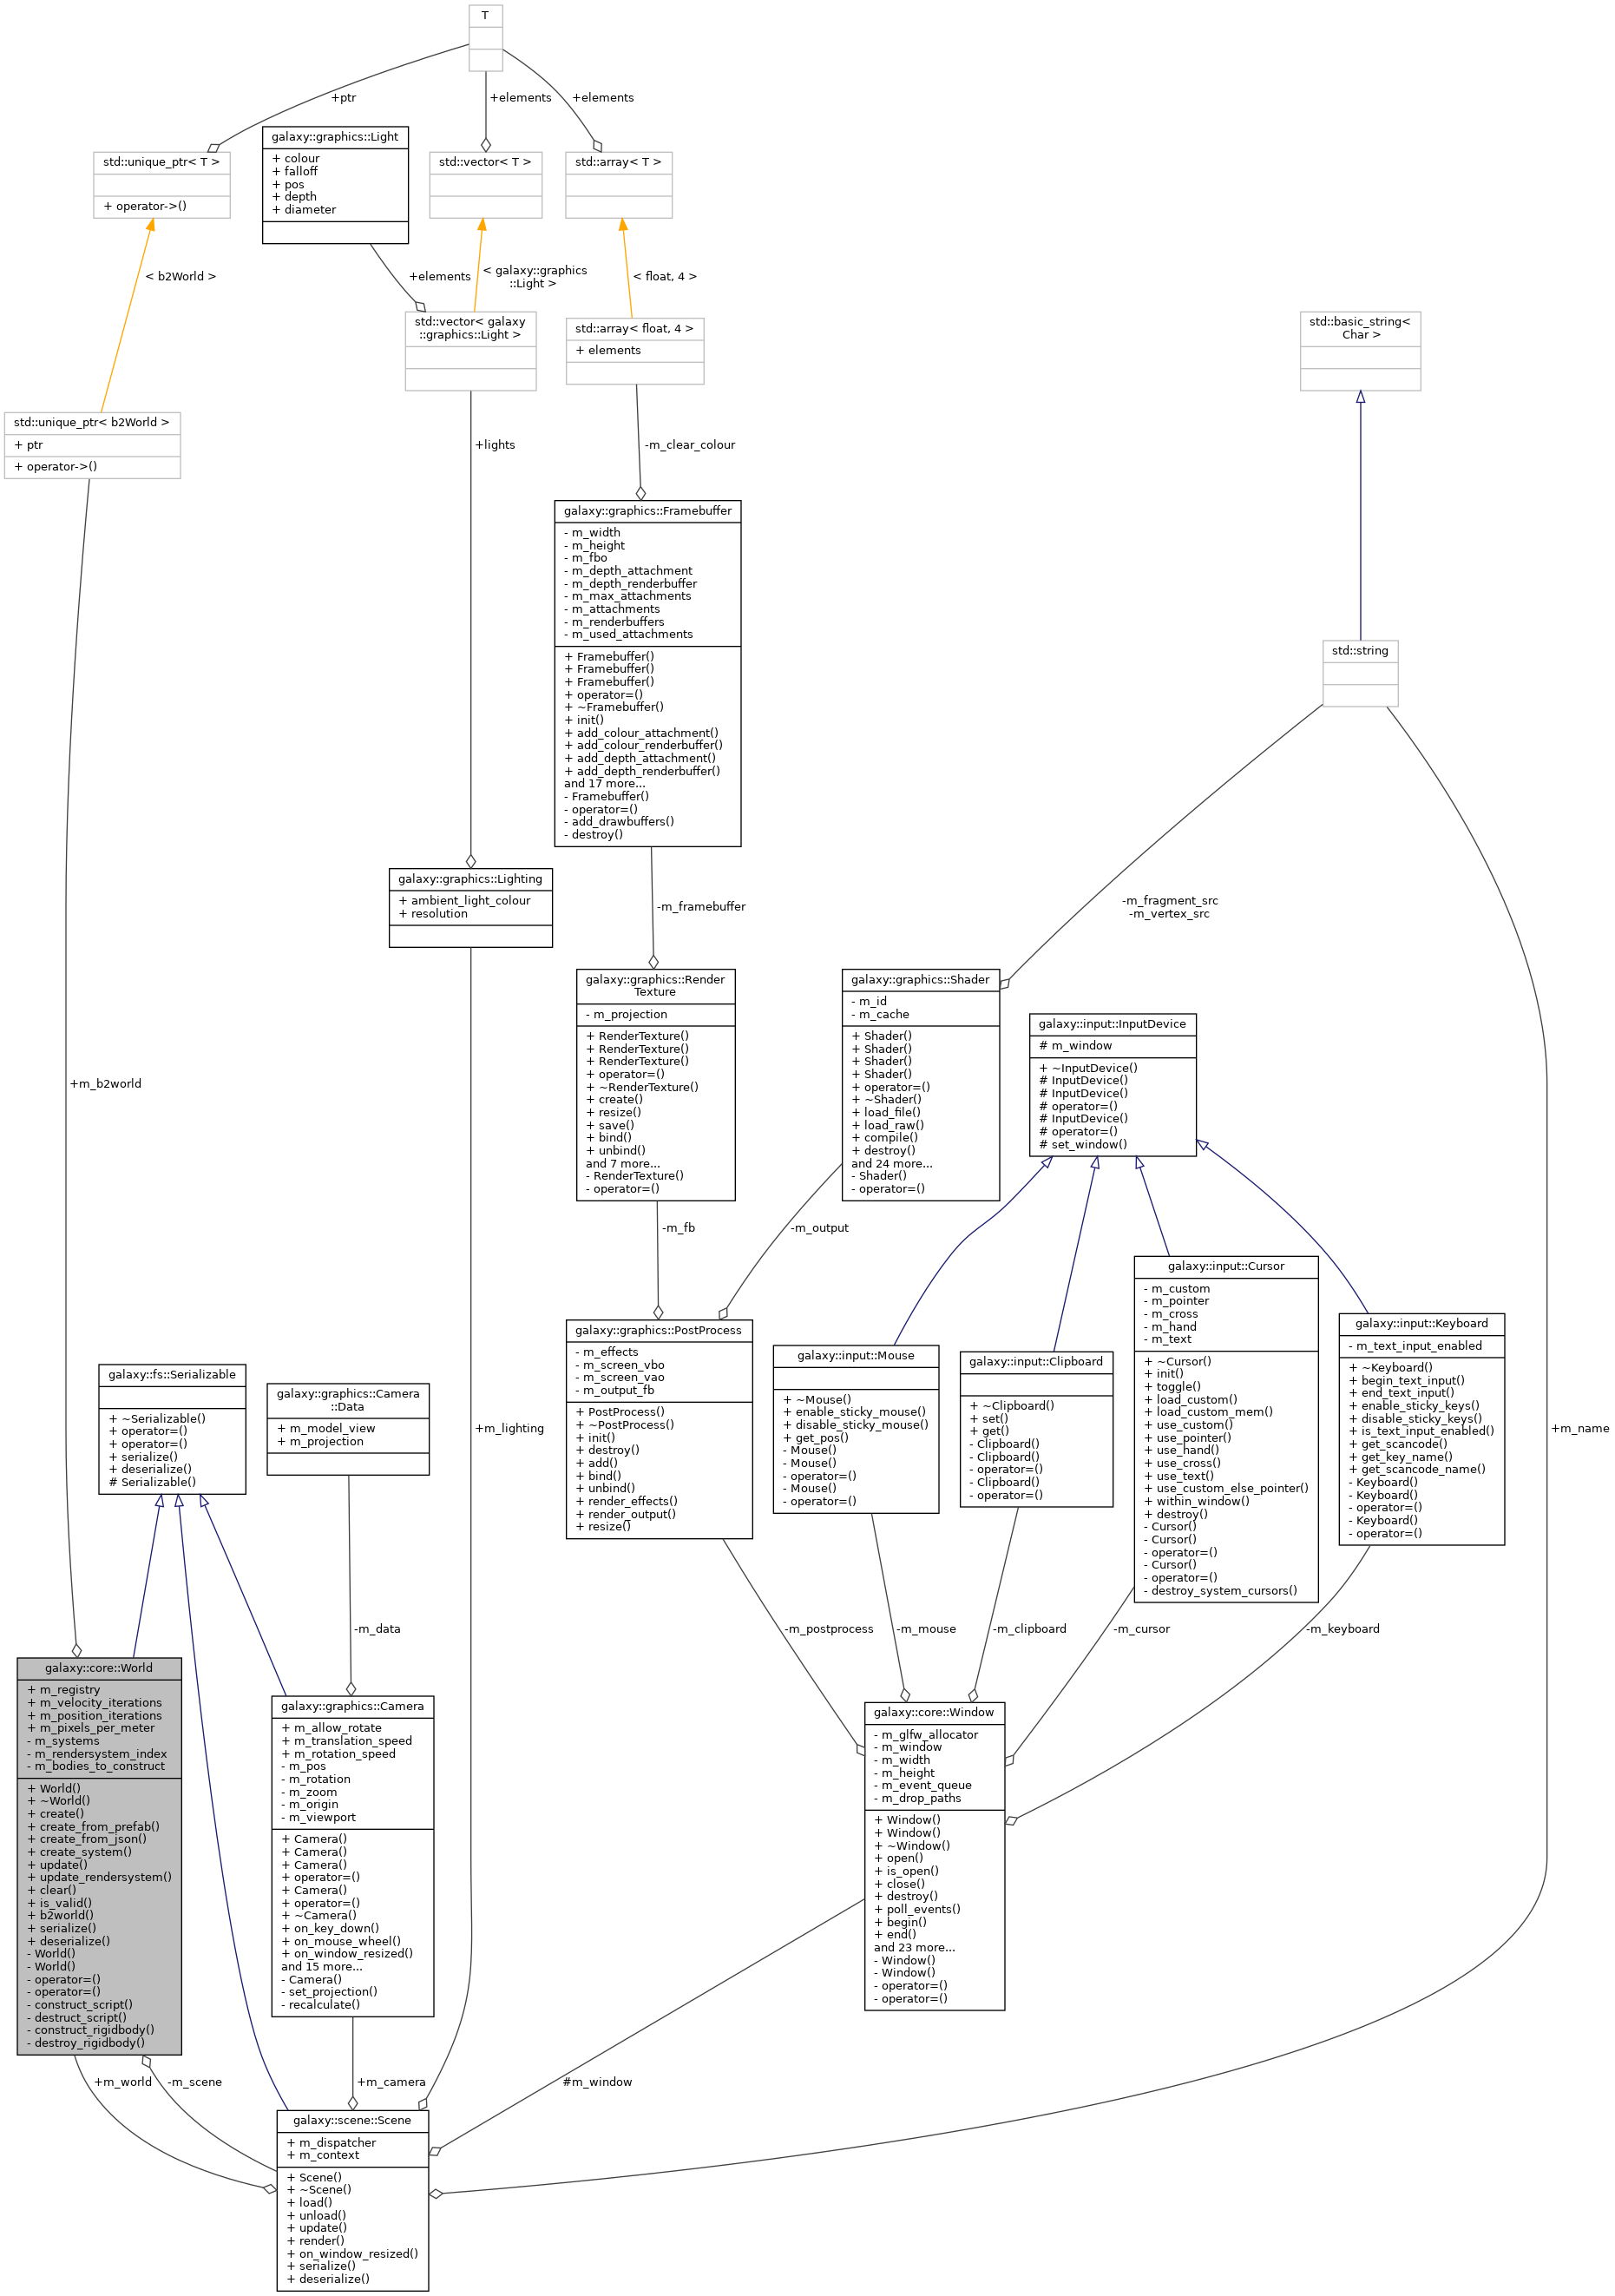 T
+ptr
+elements
+elements
galaxy::graphics::Light
+ colour
+ falloff
+ pos
+ depth
+ diameter
std::unique_ptr< T >
+ operator->()
std::vector< T >
std::array< T >
< b2World >
+elements
< galaxy::graphics
::Light >
< float, 4 >
std::vector< galaxy
::graphics::Light >
std::array< float, 4 >
+ elements
std::basic_string<
Char >
std::unique_ptr< b2World >
+ ptr
+ operator->()
+lights
-m_clear_colour
galaxy::graphics::Framebuffer
- m_width
- m_height
- m_fbo
- m_depth_attachment
- m_depth_renderbuffer
- m_max_attachments
- m_attachments
- m_renderbuffers
- m_used_attachments
+ Framebuffer()
+ Framebuffer()
+ Framebuffer()
+ operator=()
+ ~Framebuffer()
+ init()
+ add_colour_attachment()
+ add_colour_renderbuffer()
+ add_depth_attachment()
+ add_depth_renderbuffer()
and 17 more...
- Framebuffer()
- operator=()
- add_drawbuffers()
- destroy()
std::string
galaxy::graphics::Lighting
+ ambient_light_colour
+ resolution
-m_framebuffer
-m_fragment_src
-m_vertex_src
galaxy::graphics::Render
Texture
- m_projection
+ RenderTexture()
+ RenderTexture()
+ RenderTexture()
+ operator=()
+ ~RenderTexture()
+ create()
+ resize()
+ save()
+ bind()
+ unbind()
and 7 more...
- RenderTexture()
- operator=()
galaxy::graphics::Shader
- m_id
- m_cache
+ Shader()
+ Shader()
+ Shader()
+ Shader()
+ operator=()
+ ~Shader()
+ load_file()
+ load_raw()
+ compile()
+ destroy()
and 24 more...
- Shader()
- operator=()
galaxy::input::InputDevice
# m_window
+ ~InputDevice()
# InputDevice()
# InputDevice()
# operator=()
# InputDevice()
# operator=()
# set_window()
+m_b2world
-m_fb
-m_output
galaxy::graphics::PostProcess
- m_effects
- m_screen_vbo
- m_screen_vao
- m_output_fb
+ PostProcess()
+ ~PostProcess()
+ init()
+ destroy()
+ add()
+ bind()
+ unbind()
+ render_effects()
+ render_output()
+ resize()
galaxy::input::Mouse
+ ~Mouse()
+ enable_sticky_mouse()
+ disable_sticky_mouse()
+ get_pos()
- Mouse()
- Mouse()
- operator=()
- Mouse()
- operator=()
galaxy::input::Clipboard
+ ~Clipboard()
+ set()
+ get()
- Clipboard()
- Clipboard()
- operator=()
- Clipboard()
- operator=()
galaxy::input::Cursor
- m_custom
- m_pointer
- m_cross
- m_hand
- m_text
+ ~Cursor()
+ init()
+ toggle()
+ load_custom()
+ load_custom_mem()
+ use_custom()
+ use_pointer()
+ use_hand()
+ use_cross()
+ use_text()
+ use_custom_else_pointer()
+ within_window()
+ destroy()
- Cursor()
- Cursor()
- operator=()
- Cursor()
- operator=()
- destroy_system_cursors()
galaxy::input::Keyboard
- m_text_input_enabled
+ ~Keyboard()
+ begin_text_input()
+ end_text_input()
+ enable_sticky_keys()
+ disable_sticky_keys()
+ is_text_input_enabled()
+ get_scancode()
+ get_key_name()
+ get_scancode_name()
- Keyboard()
- Keyboard()
- operator=()
- Keyboard()
- operator=()
+m_name
galaxy::fs::Serializable
+ ~Serializable()
+ operator=()
+ operator=()
+ serialize()
+ deserialize()
# Serializable()
galaxy::graphics::Camera
::Data
+ m_model_view
+ m_projection
+m_lighting
-m_data
-m_postprocess
-m_mouse
-m_clipboard
-m_cursor
-m_keyboard
galaxy::core::World
+ m_registry
+ m_velocity_iterations
+ m_position_iterations
+ m_pixels_per_meter
- m_systems
- m_rendersystem_index
- m_bodies_to_construct
+ World()
+ ~World()
+ create()
+ create_from_prefab()
+ create_from_json()
+ create_system()
+ update()
+ update_rendersystem()
+ clear()
+ is_valid()
+ b2world()
+ serialize()
+ deserialize()
- World()
- World()
- operator=()
- operator=()
- construct_script()
- destruct_script()
- construct_rigidbody()
- destroy_rigidbody()
galaxy::graphics::Camera
+ m_allow_rotate
+ m_translation_speed
+ m_rotation_speed
- m_pos
- m_rotation
- m_zoom
- m_origin
- m_viewport
+ Camera()
+ Camera()
+ Camera()
+ operator=()
+ Camera()
+ operator=()
+ ~Camera()
+ on_key_down()
+ on_mouse_wheel()
+ on_window_resized()
and 15 more...
- Camera()
- set_projection()
- recalculate()
galaxy::core::Window
- m_glfw_allocator
- m_window
- m_width
- m_height
- m_event_queue
- m_drop_paths
+ Window()
+ Window()
+ ~Window()
+ open()
+ is_open()
+ close()
+ destroy()
+ poll_events()
+ begin()
+ end()
and 23 more...
- Window()
- Window()
- operator=()
- operator=()
+m_world
-m_scene
+m_camera
#m_window
galaxy::scene::Scene
+ m_dispatcher
+ m_context
+ Scene()
+ ~Scene()
+ load()
+ unload()
+ update()
+ render()
+ on_window_resized()
+ serialize()
+ deserialize()